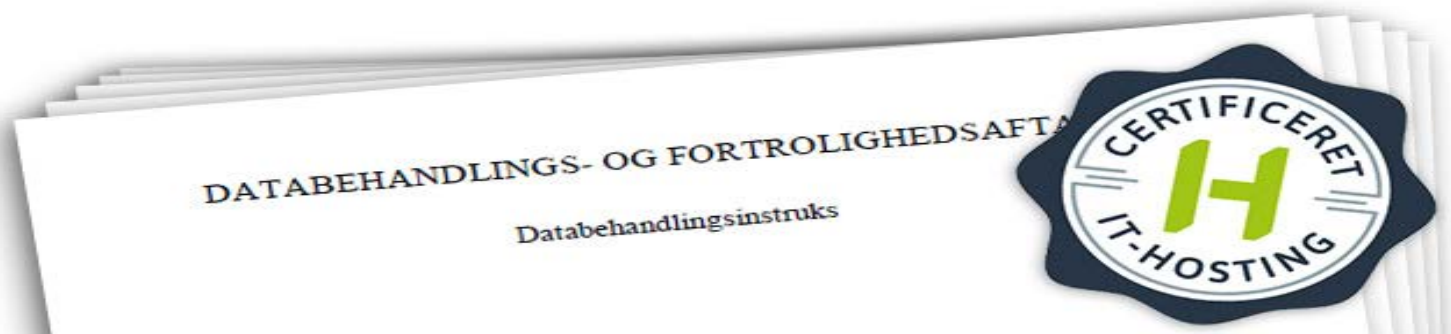 DATABEHANDLINGS- OG FORTROLIGHEDSAFTA
Databehandlingsinstruks
CERTIFICERET
H
IT-HOSTING